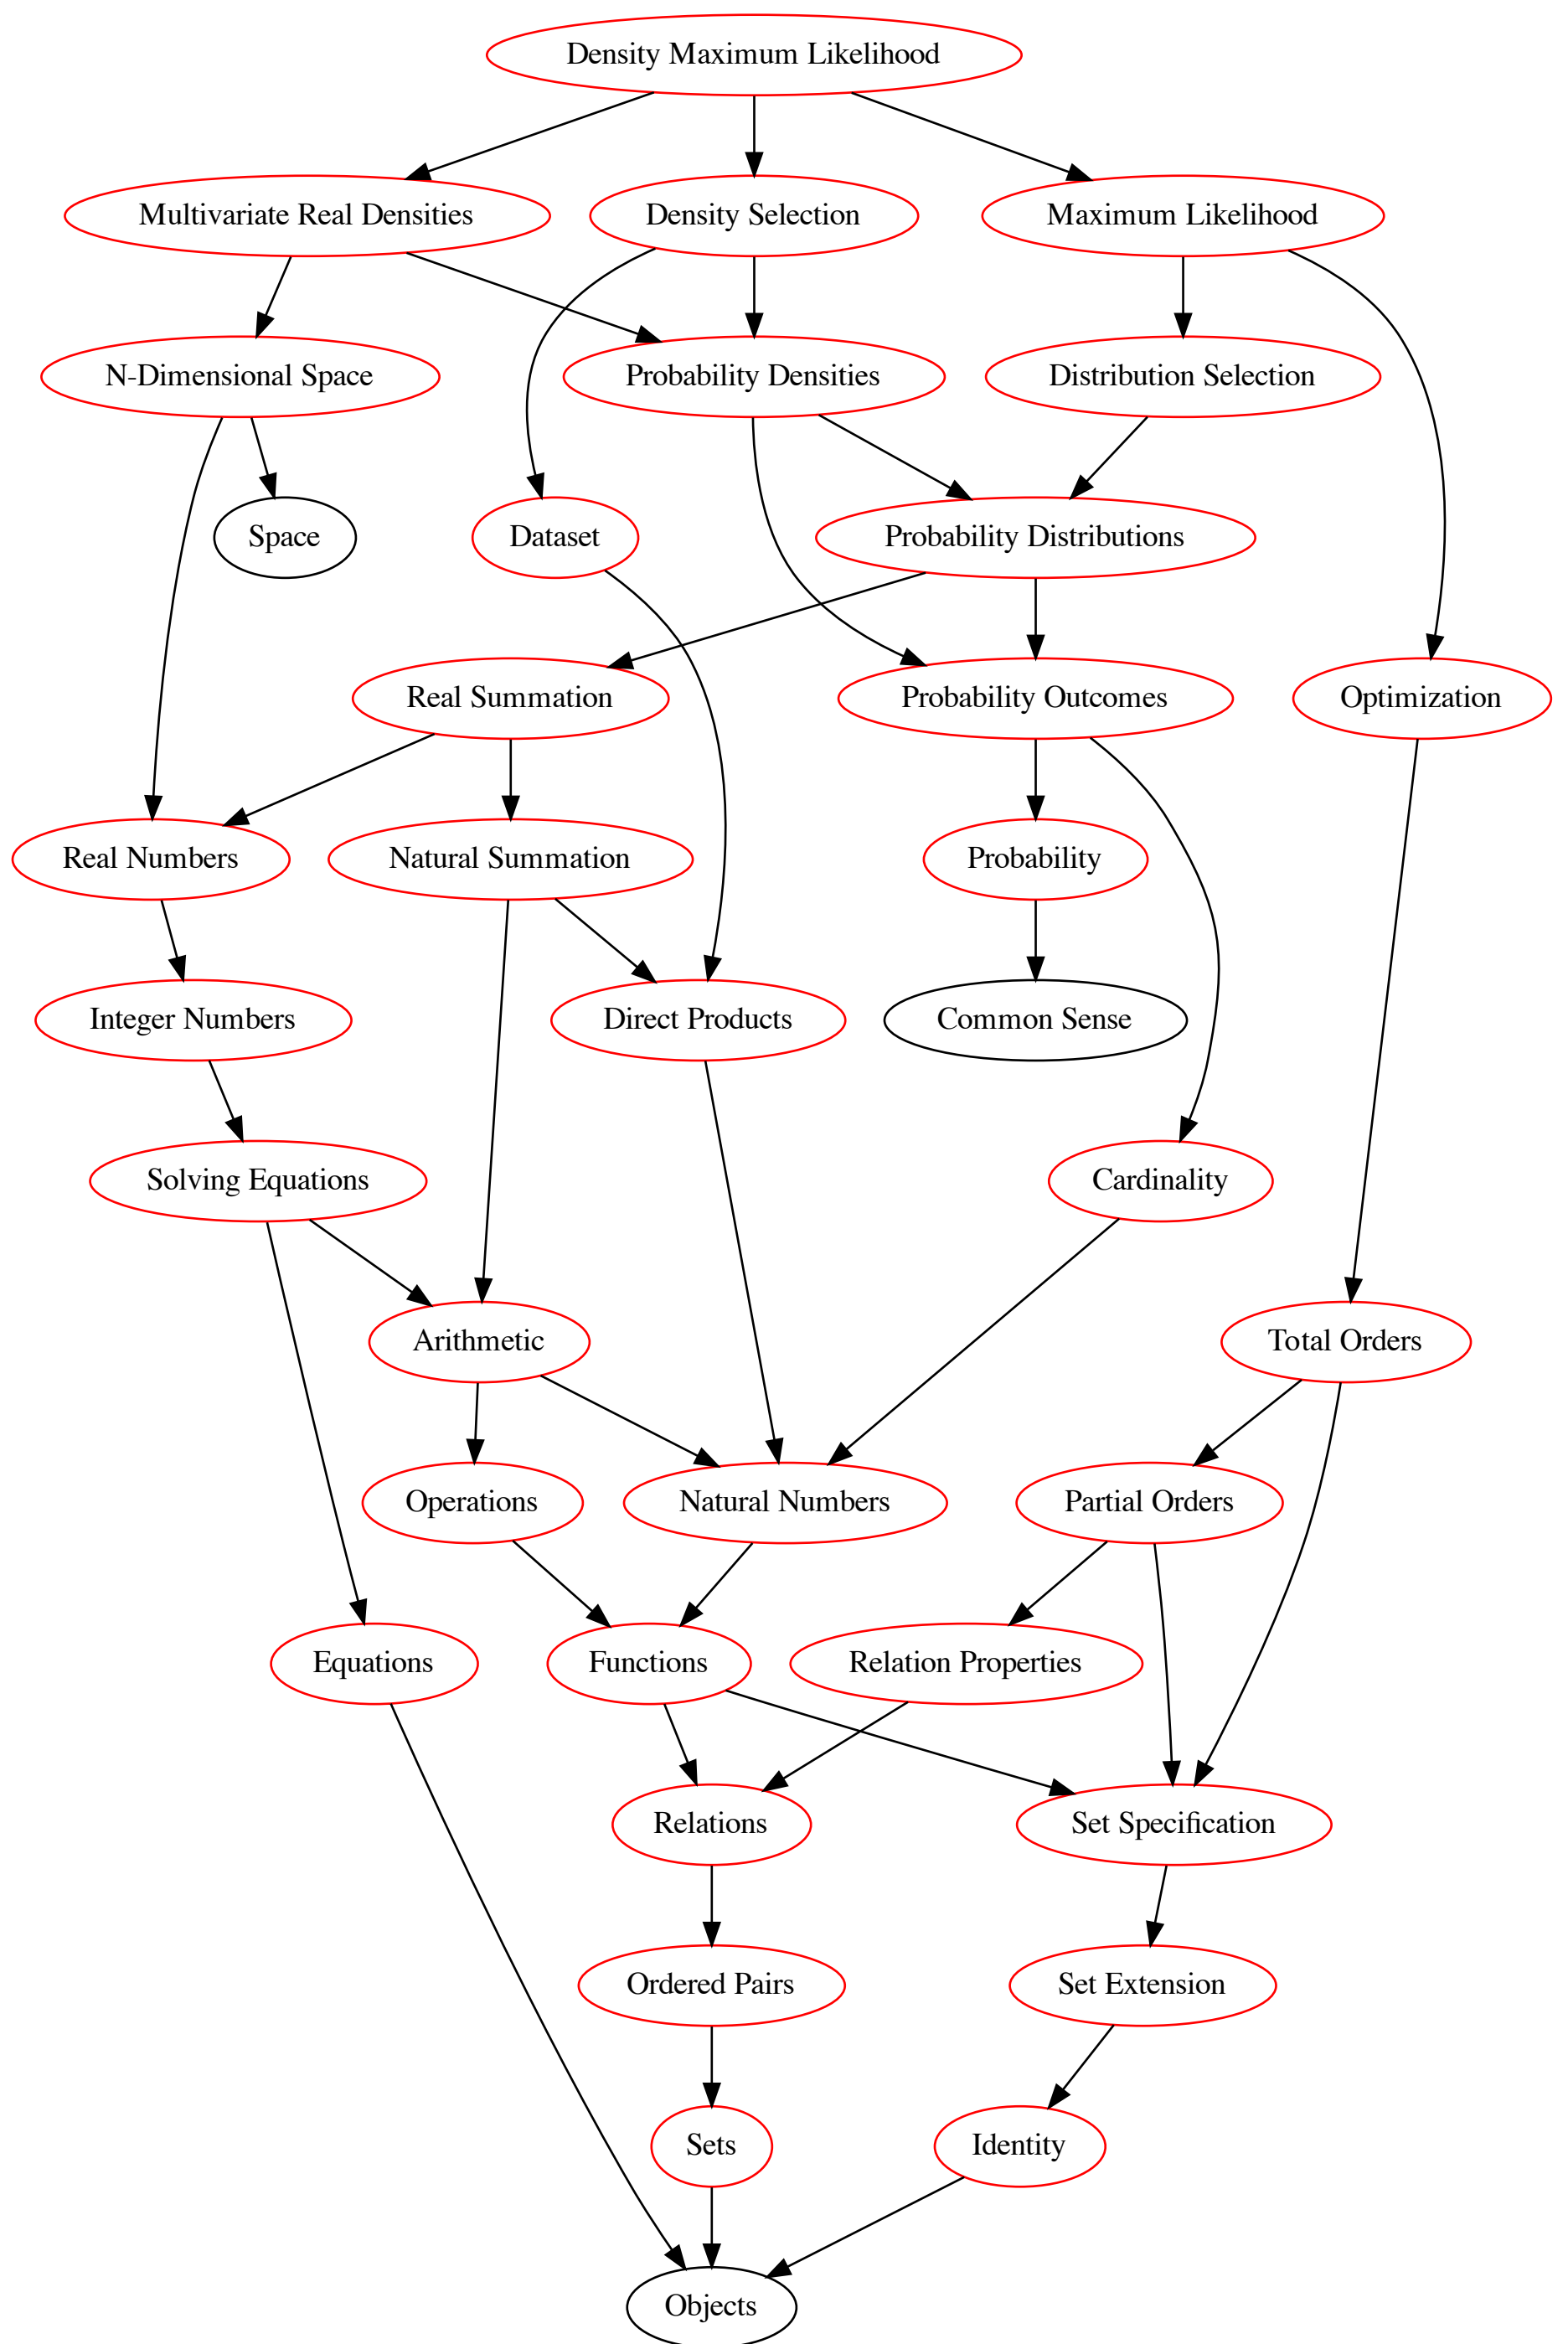 Density Maximum Likelihood
Multivariate Real Densities
Density Selection
Maximum Likelihood
N-Dimensional Space
Probability Densities
Distribution Selection
Space
Dataset
Probability Distributions
Real Summation
Probability Outcomes
Optimization
Real Numbers
Natural Summation
Probability
Integer Numbers
Direct Products
Common Sense
Solving Equations
Cardinality
Arithmetic
Total Orders
Operations
Natural Numbers
Partial Orders
Equations
Functions
Relation Properties
Relations
Set Specification
Ordered Pairs
Set Extension
Sets
Identity
Objects